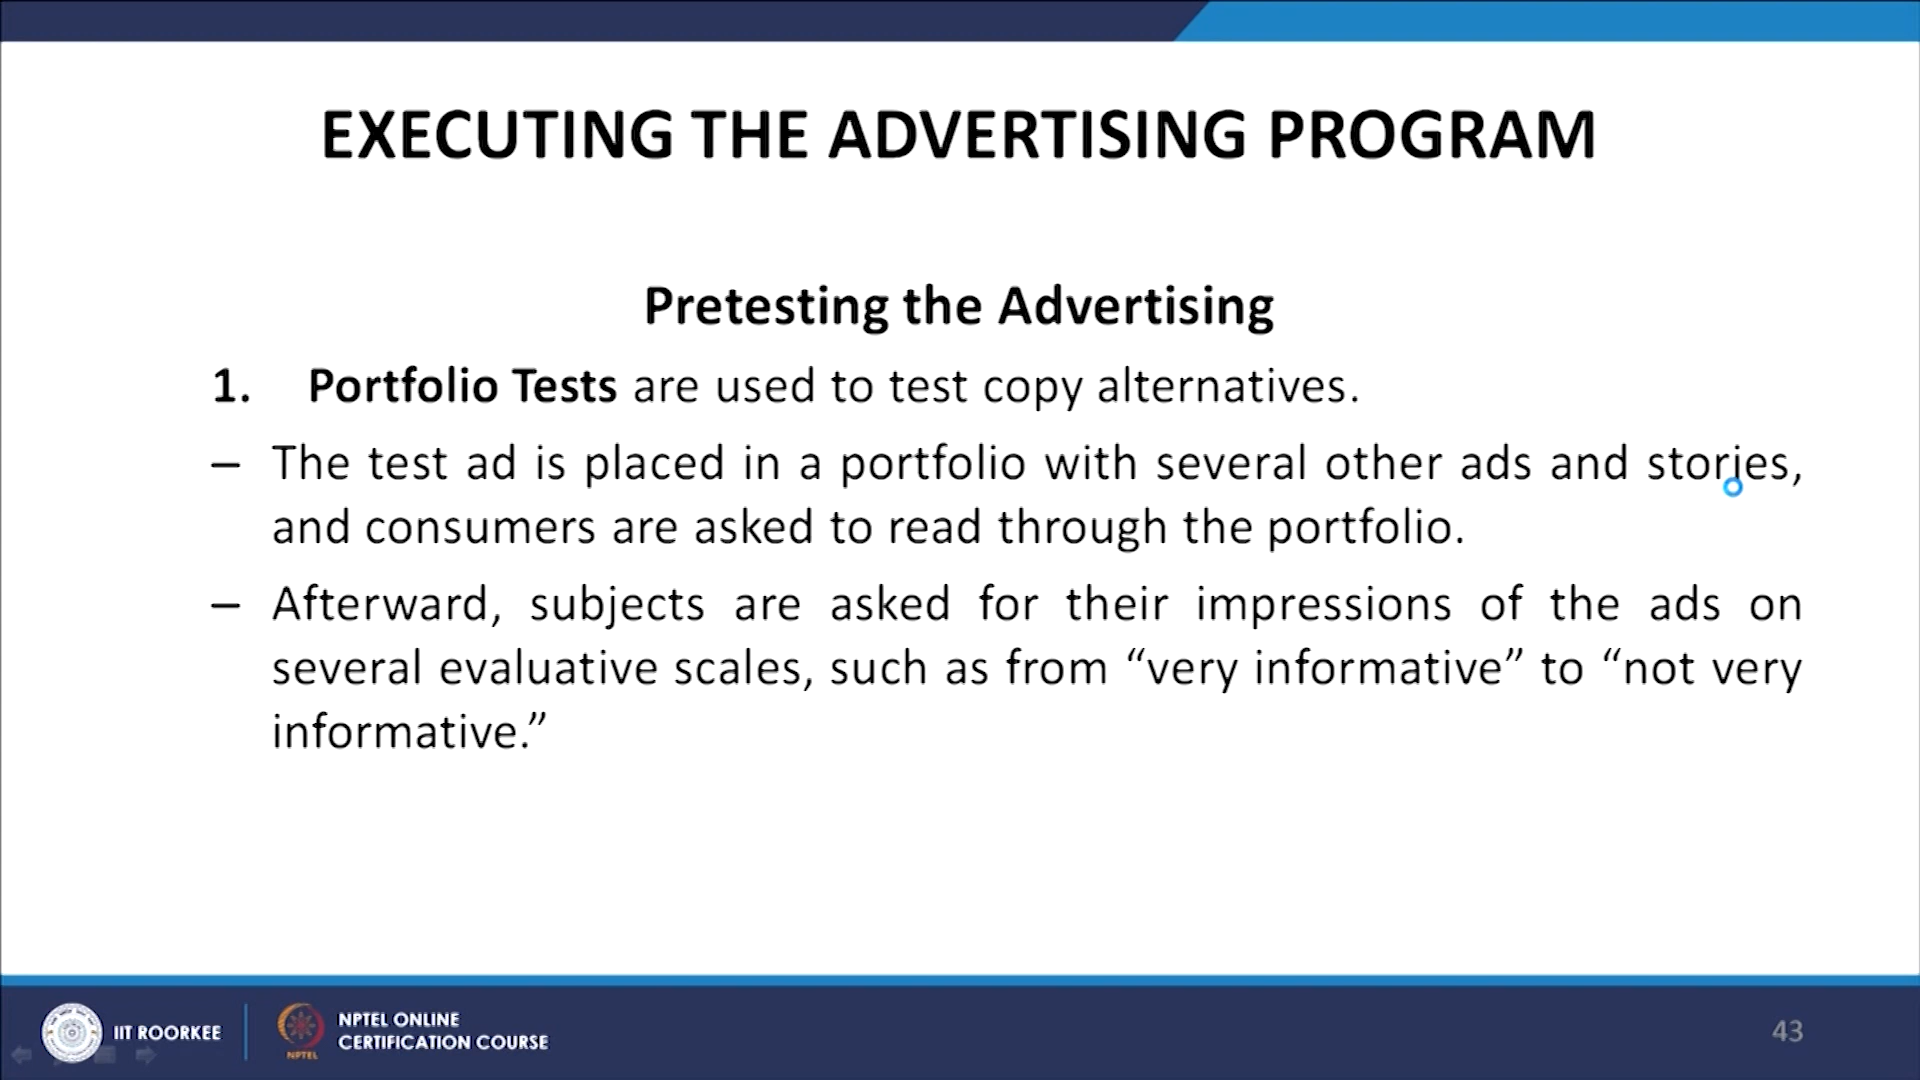 EXECUTING THE ADVERTISING PROGRAM
Pretesting the Advertising
1. Portfolio Tests are used to test copy alternatives.
– The test ad is placed in a portfolio with several other ads and stories,
and consumers are asked to read through the portfolio.
– Afterward, subjects are asked for their impressions of the ads on
several evaluative scales, such as from “very informative” to “not very
informative.”
IIT ROORKEE
NPTEL
NPTEL ONLINE
CERTIFICATION COURSE
43